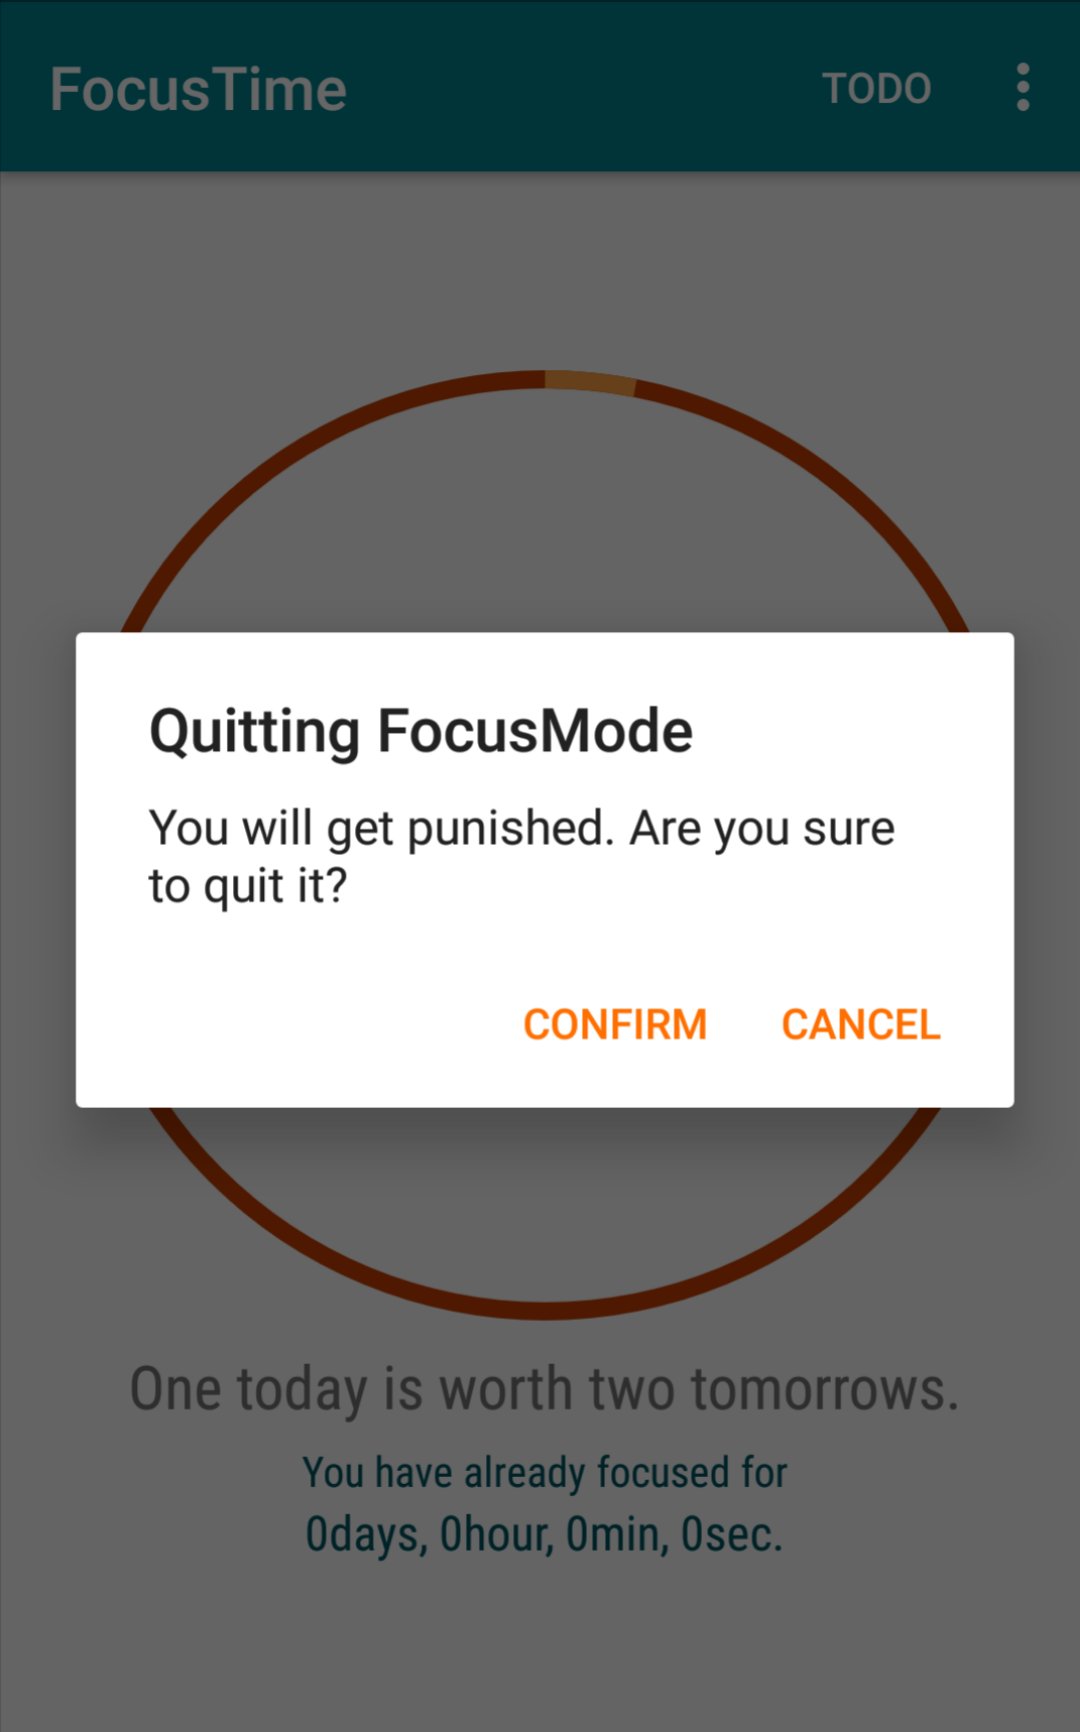 FocusTime TODO
Quitting FocusMode
You will get punished. Are you sure
to quit it?
CONFIRM CANCEL
One today is worth two tomorrows.
You have already focused for
0days, 0hour, 0min, 0sec.